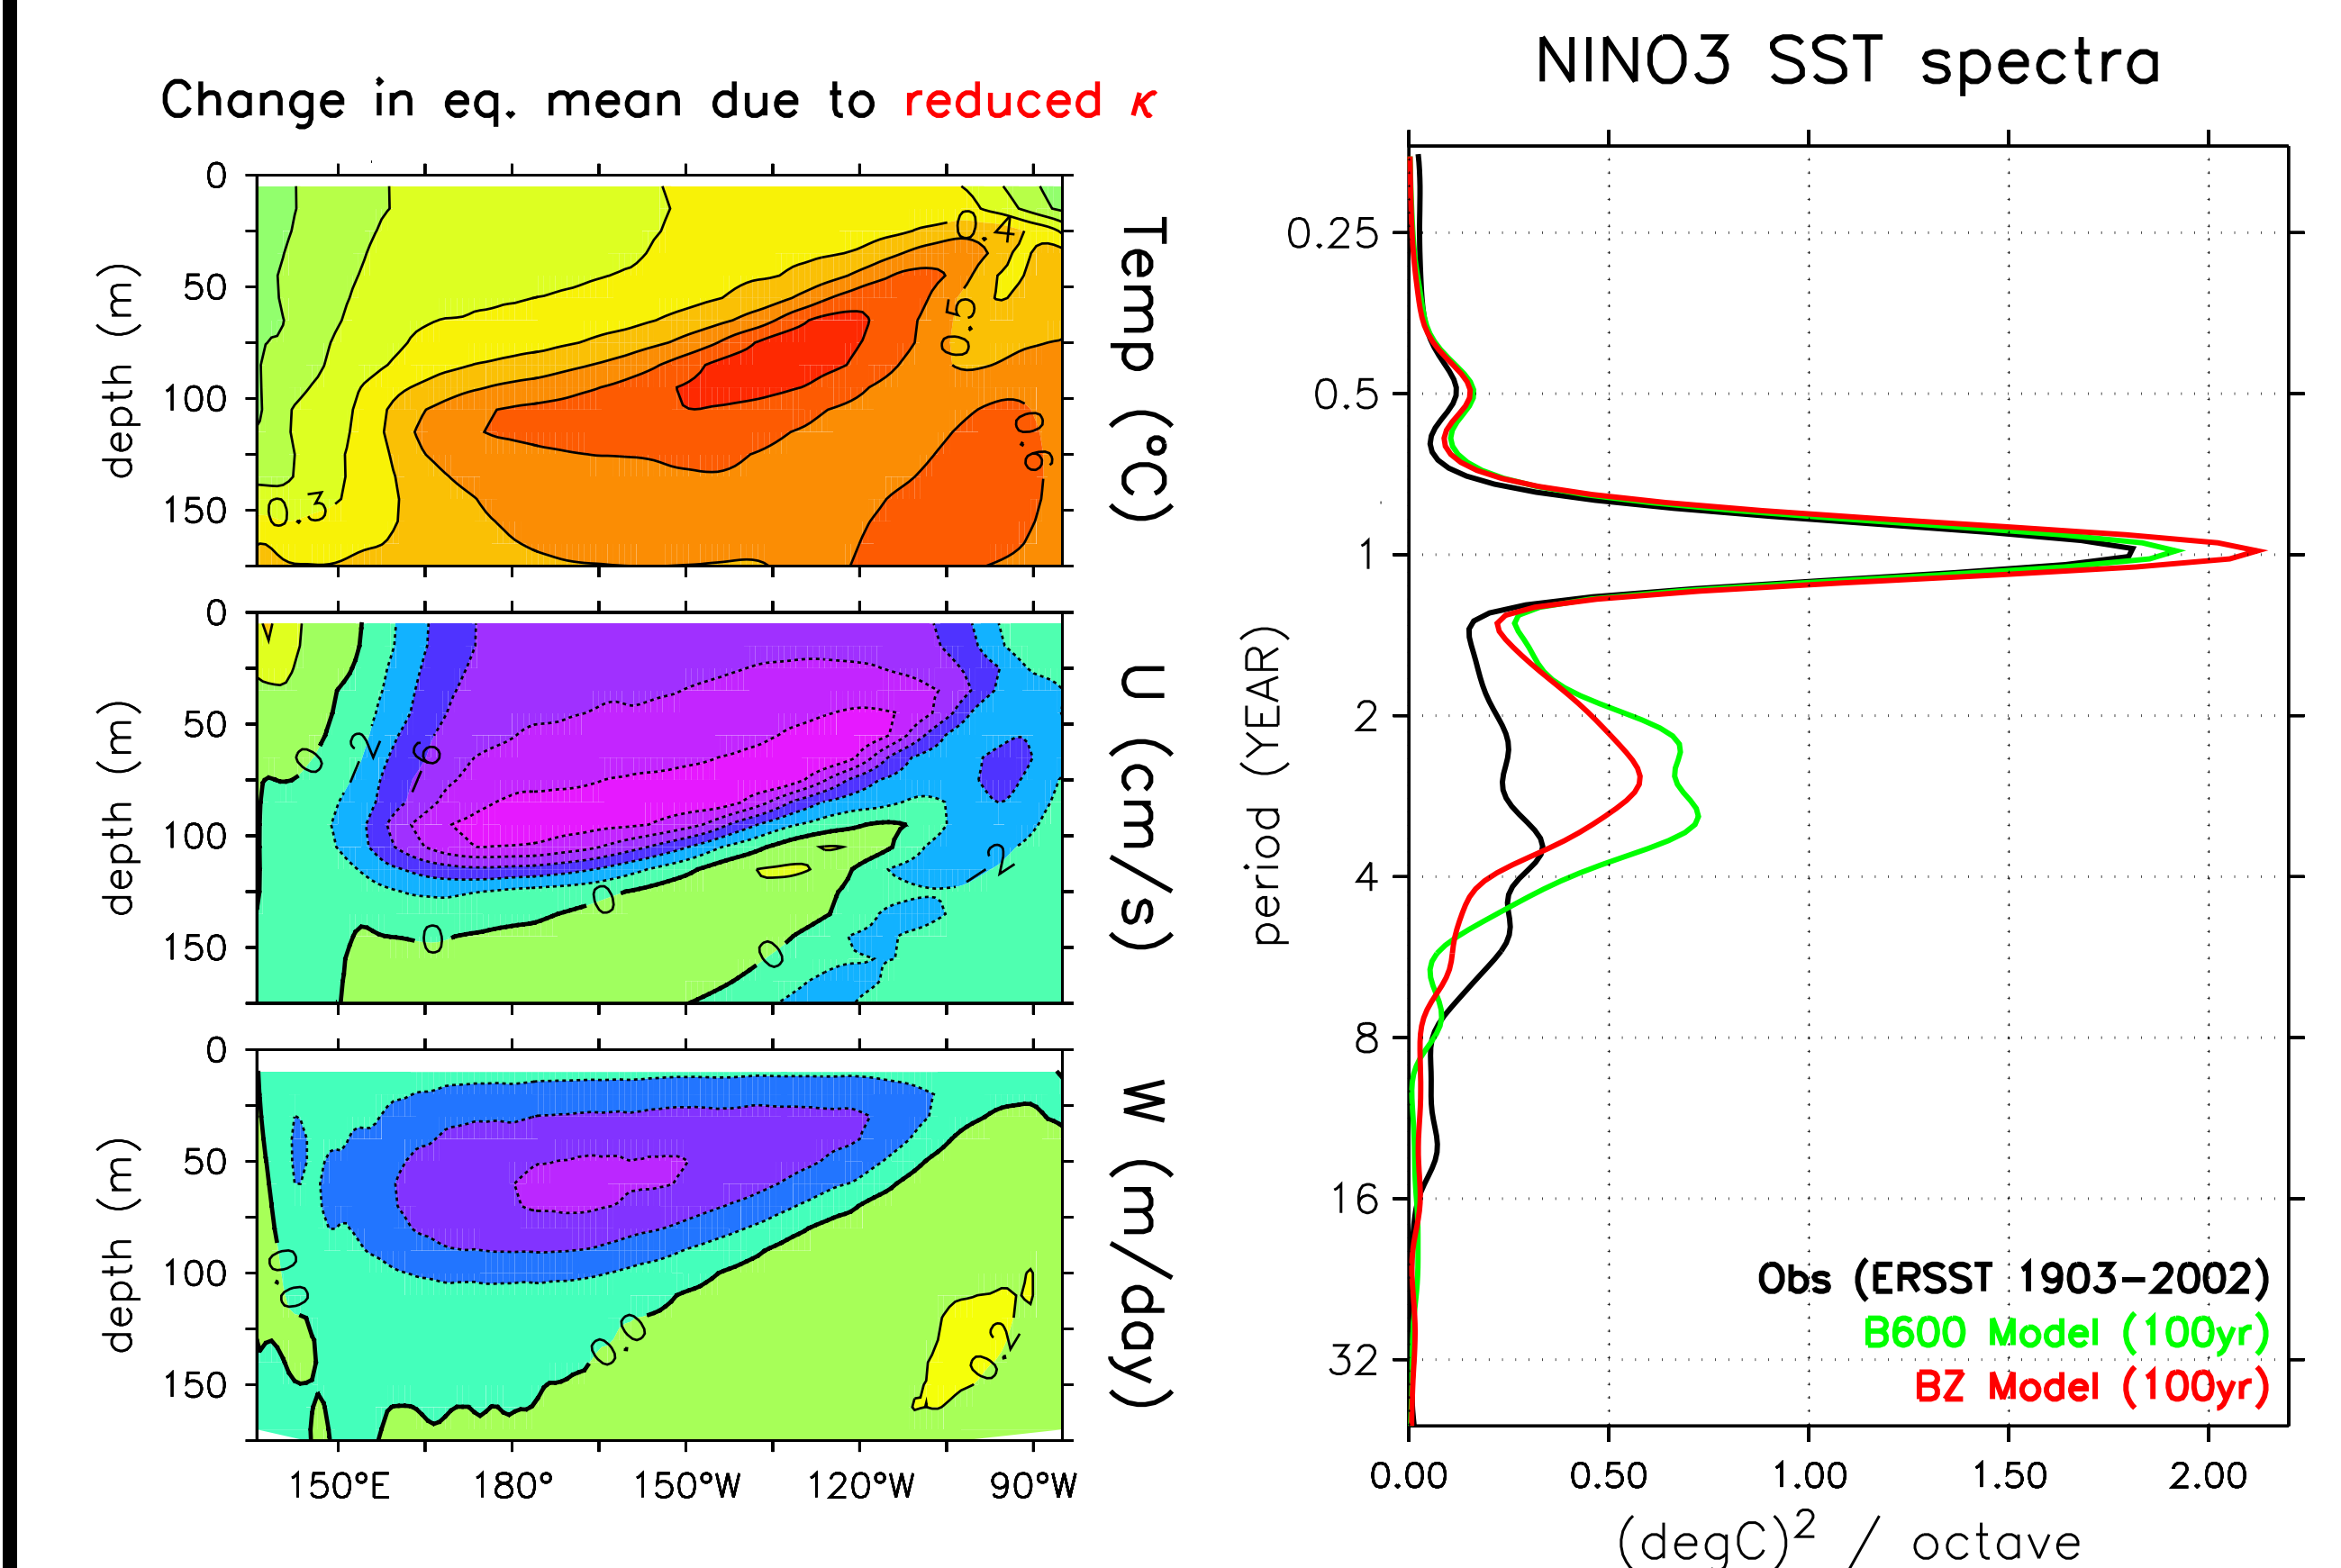 Change in eq. mean due to reduced κ
0
50
100
150
depth (m)
0.3
0.4
0.5
0.6
Temp (°C)
0
50
100
150
depth (m)
0
2
6
0
0
0
2
U (cm/s)
0
50
100
150
depth (m)
0.0
0.0
0.2
W (m/day)
150°E 180° 150°W 120°W 90°W
NINO3 SST spectra
0.25
0.5
1
2
4
8
16
32
period (YEAR)
Obs (ERSST 1903-2002)
B600 Model (100yr)
BZ Model (100yr)
0.00 0.50 1.00 1.50 2.00
(degC)² / octave